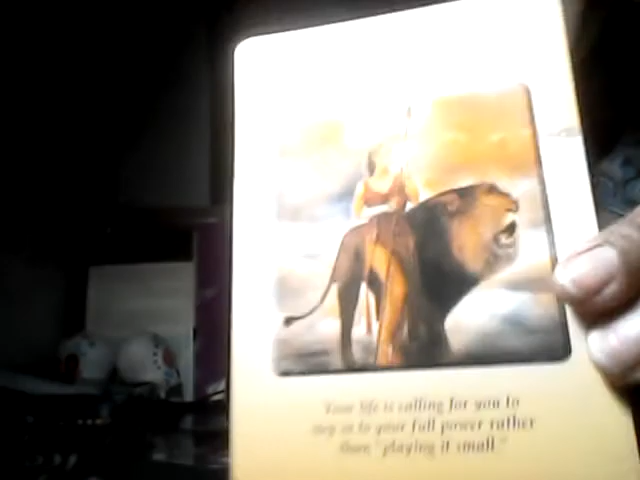 Your life is calling for you to
step in to your full power rather
than "playing it small."